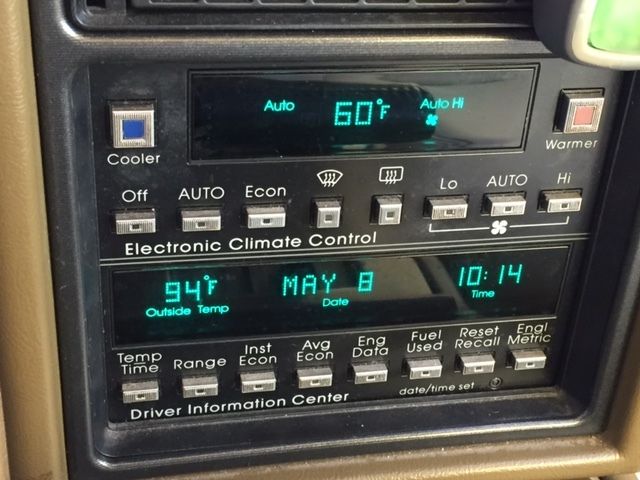 Auto 60°F Auto Hi
Cooler
Warmer
Off AUTO Econ Lo AUTO Hi
Electronic Climate Control
94°F MAY 8 10:14
Outside Temp Date Time
Temp Time Range Inst Econ Avg Econ Eng Data Fuel Used Reset Recall Engl Metric
date/time set
Driver Information Center